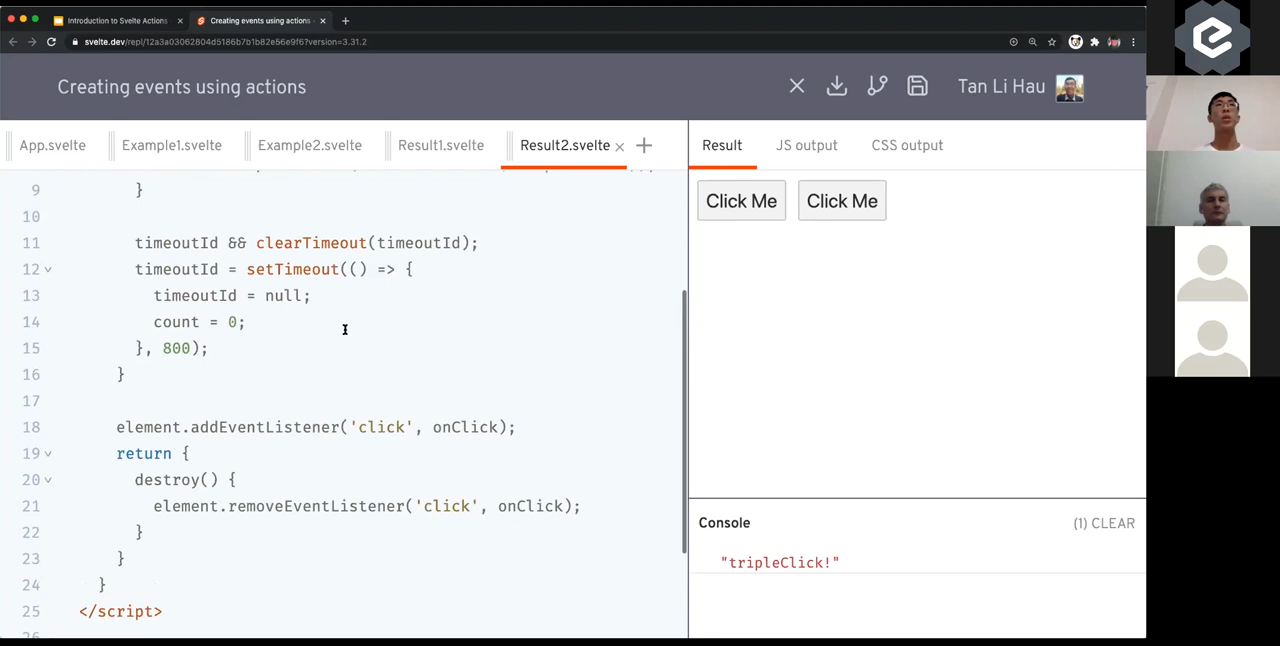 Introduction to Svelte Actions
Creating events using actions
svelte.dev/repl/12a3a03062804d5186b7b1b82e56e9f6?version=3.31.2
Creating events using actions
Tan Li Hau
App.svelte
Example1.svelte
Example2.svelte
Result1.svelte
Result2.svelte
Result
JS output
CSS output
9 }
10
11 timeoutId && clearTimeout(timeoutId);
12 timeoutId = setTimeout(() => {
13 timeoutId = null;
14 count = 0;
15 }, 800);
16 }
17
18 element.addEventListener('click', onClick);
19 return {
20 destroy() {
21 element.removeEventListener('click', onClick);
22 }
23 }
24 }
25 </script>
Click Me
Click Me
Console
(1) CLEAR
"tripleClick!"